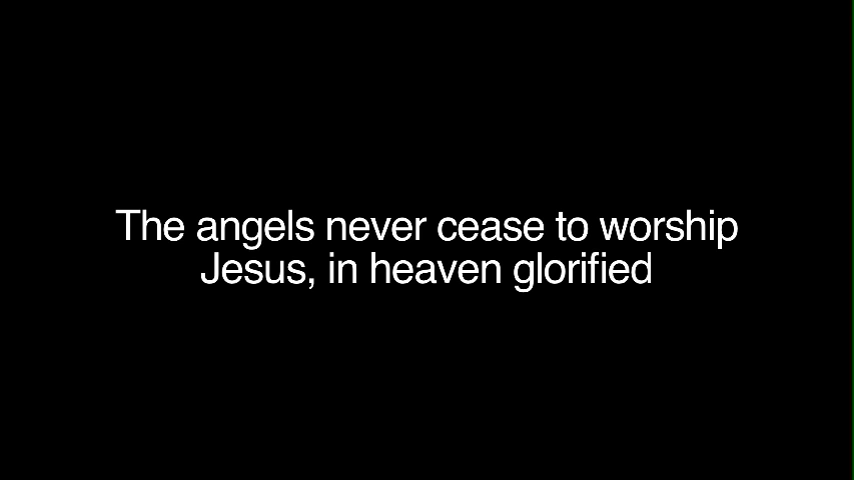 The angels never cease to worship
Jesus, in heaven glorified